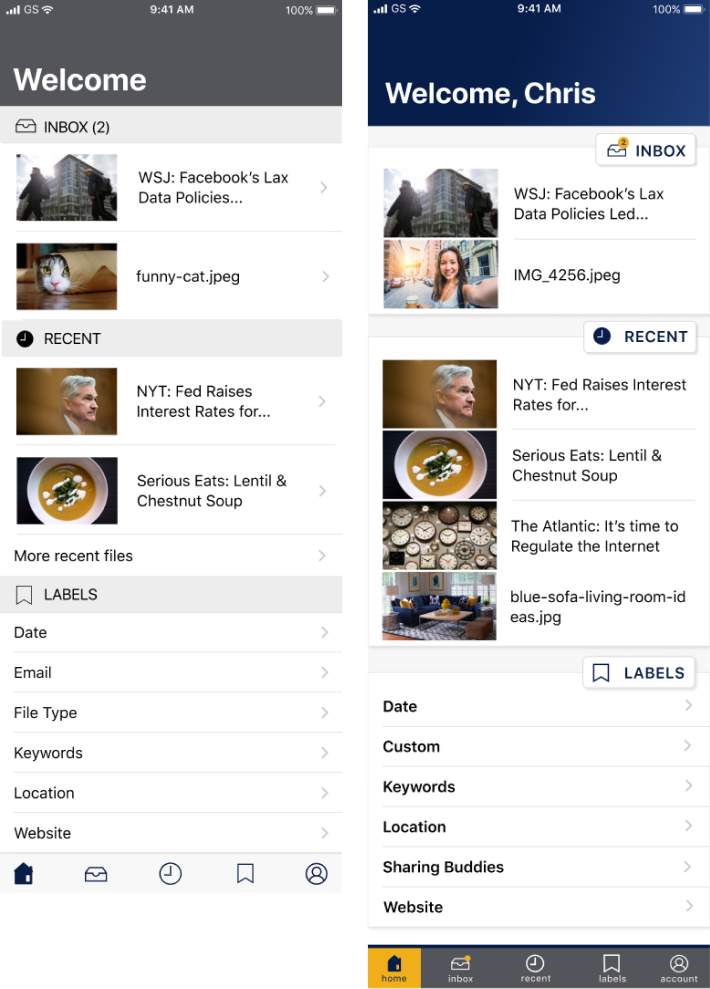 GS
9:41 AM
100%
Welcome
INBOX (2)
WSJ: Facebook’s Lax
Data Policies...
funny-cat.jpeg
RECENT
NYT: Fed Raises
Interest Rates for...
Serious Eats: Lentil &
Chestnut Soup
More recent files
LABELS
Date
Email
File Type
Keywords
Location
Website
GS
9:41 AM
100%
Welcome, Chris
2
INBOX
WSJ: Facebook’s Lax
Data Policies Led...
IMG_4256.jpeg
RECENT
NYT: Fed Raises Interest
Rates for...
Serious Eats: Lentil &
Chestnut Soup
The Atlantic: It’s time to
Regulate the Internet
blue-sofa-living-room-id
eas.jpg
LABELS
Date
Custom
Keywords
Location
Sharing Buddies
Website
home
inbox
recent
labels
account